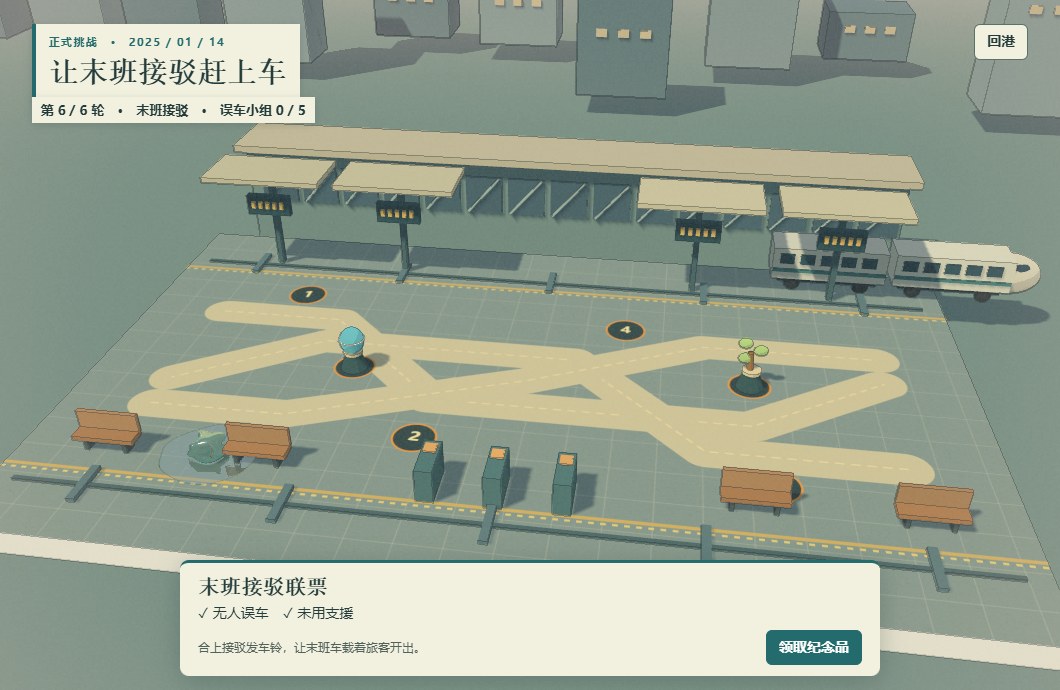 正式挑战 • 2025 / 01 / 14
让末班接驳赶上车
第 6 / 6 轮 • 末班接驳 • 误车小组 0 / 5
回港
1
4
2
末班接驳联票
✓ 无人误车 ✓ 未用支援
合上接驳发车铃，让末班车载着旅客开出。
领取纪念品